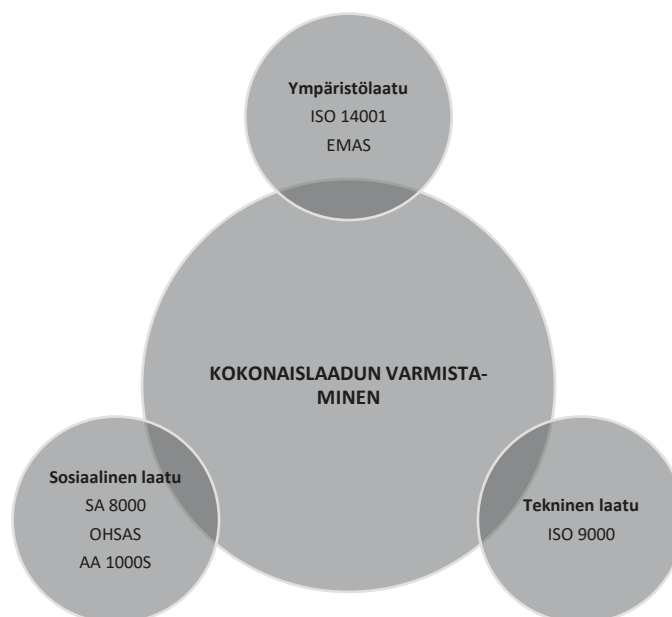 Ympäristölaatu
ISO 14001
EMAS
KOKONAISLAADUN VARMISTA-
MINEN
Sosiaalinen laatu
SA 8000
OHSAS
AA 1000S
Tekninen laatu
ISO 9000